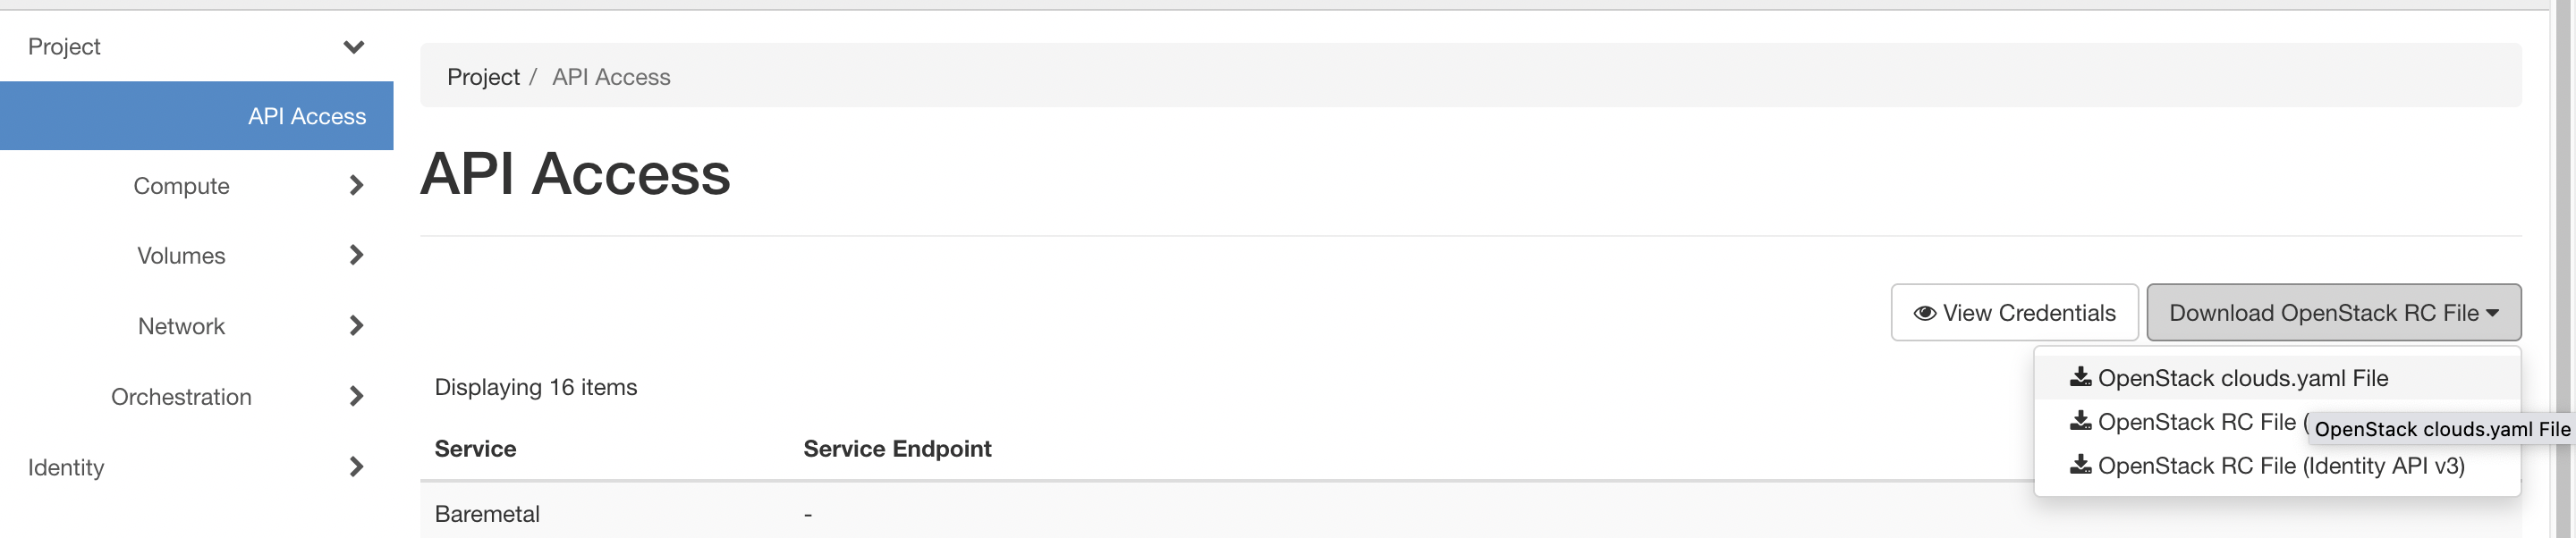 Project
API Access
Compute
Volumes
Network
Orchestration
Identity
Project / API Access
API Access
View Credentials
Download OpenStack RC File
OpenStack clouds.yaml File
OpenStack RC File (
OpenStack clouds.yaml File
OpenStack RC File (Identity API v3)
Displaying 16 items
Service Service Endpoint
Baremetal -